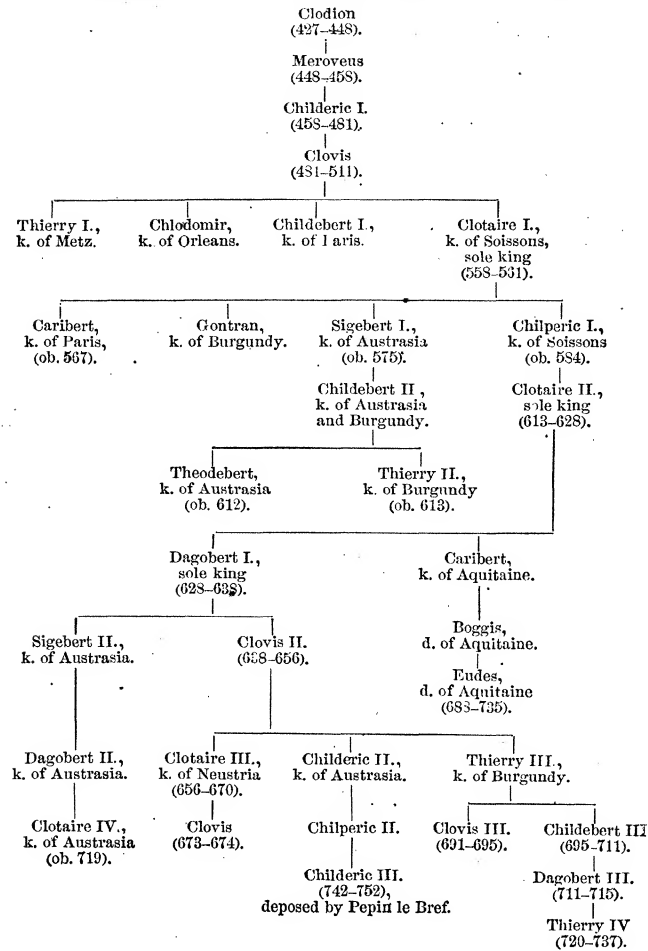 Clodion
(427–448).
Meroveus
(448–458).
Childeric I.
(458–481).
Clovis
(481–511).
Thierry I.,
k. of Metz.
Chlodomir,
k. of Orleans.
Childebert I.,
k. of Paris.
Clotaire I.,
k. of Soissons,
sole king
(558–561).
Caribert,
k. of Paris,
(ob. 567).
Gontran,
k. of Burgundy.
Sigebert I.,
k. of Austrasia
(ob. 575).
Chilperic I.,
k. of Soissons
(ob. 584).
Childebert II.,
k. of Austrasia
and Burgundy.
Clotaire II.,
sole king
(613–628).
Theodebert,
k. of Austrasia
(ob. 612).
Thierry II.,
k. of Burgundy
(ob. 613).
Dagobert I.,
sole king
(628–638).
Caribert,
k. of Aquitaine.
Boggis,
d. of Aquitaine.
Eudes,
d. of Aquitaine
(688–735).
Sigebert II.,
k. of Austrasia.
Clovis II.
(638–656).
Dagobert II.,
k. of Austrasia.
Clotaire III.,
k. of Neustria
(656–670).
Childeric II.,
k. of Austrasia.
Thierry III.,
k. of Burgundy.
Clotaire IV.,
k. of Austrasia
(ob. 719).
Clovis
(673–674).
Chilperic II.
Clovis III.
(691–695).
Childebert III
(695–711).
Childeric III.
(742–752),
deposed by Pepin le Bref.
Dagobert III.
(711–715).
Thierry IV
(720–737).